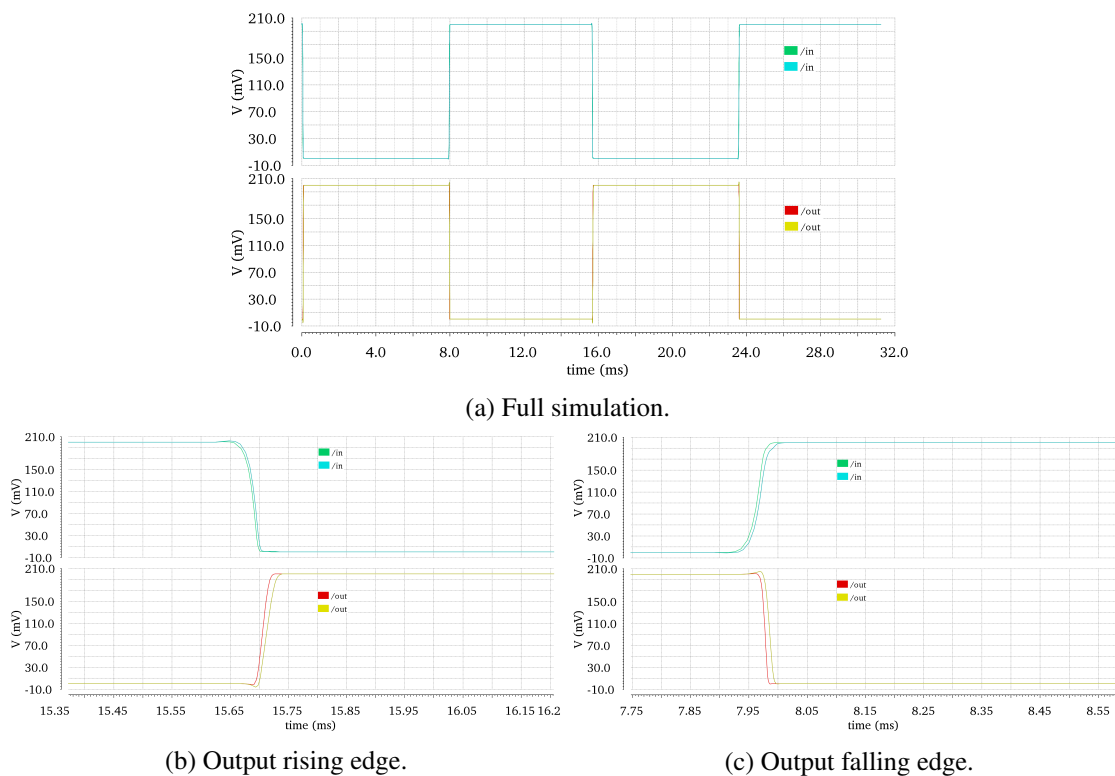 210.0
150.0
110.0
70.0
30.0
-10.0
V (mV)
/in
/in
210.0
150.0
110.0
70.0
30.0
-10.0
V (mV)
/out
/out
0.0 4.0 8.0 12.0 16.0 20.0 24.0 28.0 32.0
time (ms)
(a) Full simulation.
210.0
150.0
110.0
70.0
30.0
-10.0
V (mV)
/in
/in
210.0
150.0
110.0
70.0
30.0
-10.0
V (mV)
/out
/out
15.35 15.45 15.55 15.65 15.75 15.85 15.95 16.05 16.15 16.2
time (ms)
(b) Output rising edge.
210.0
150.0
110.0
70.0
30.0
-10.0
V (mV)
/in
/in
210.0
150.0
110.0
70.0
30.0
-10.0
V (mV)
/out
/out
7.75 7.85 7.95 8.05 8.15 8.25 8.35 8.45 8.55
time (ms)
(c) Output falling edge.